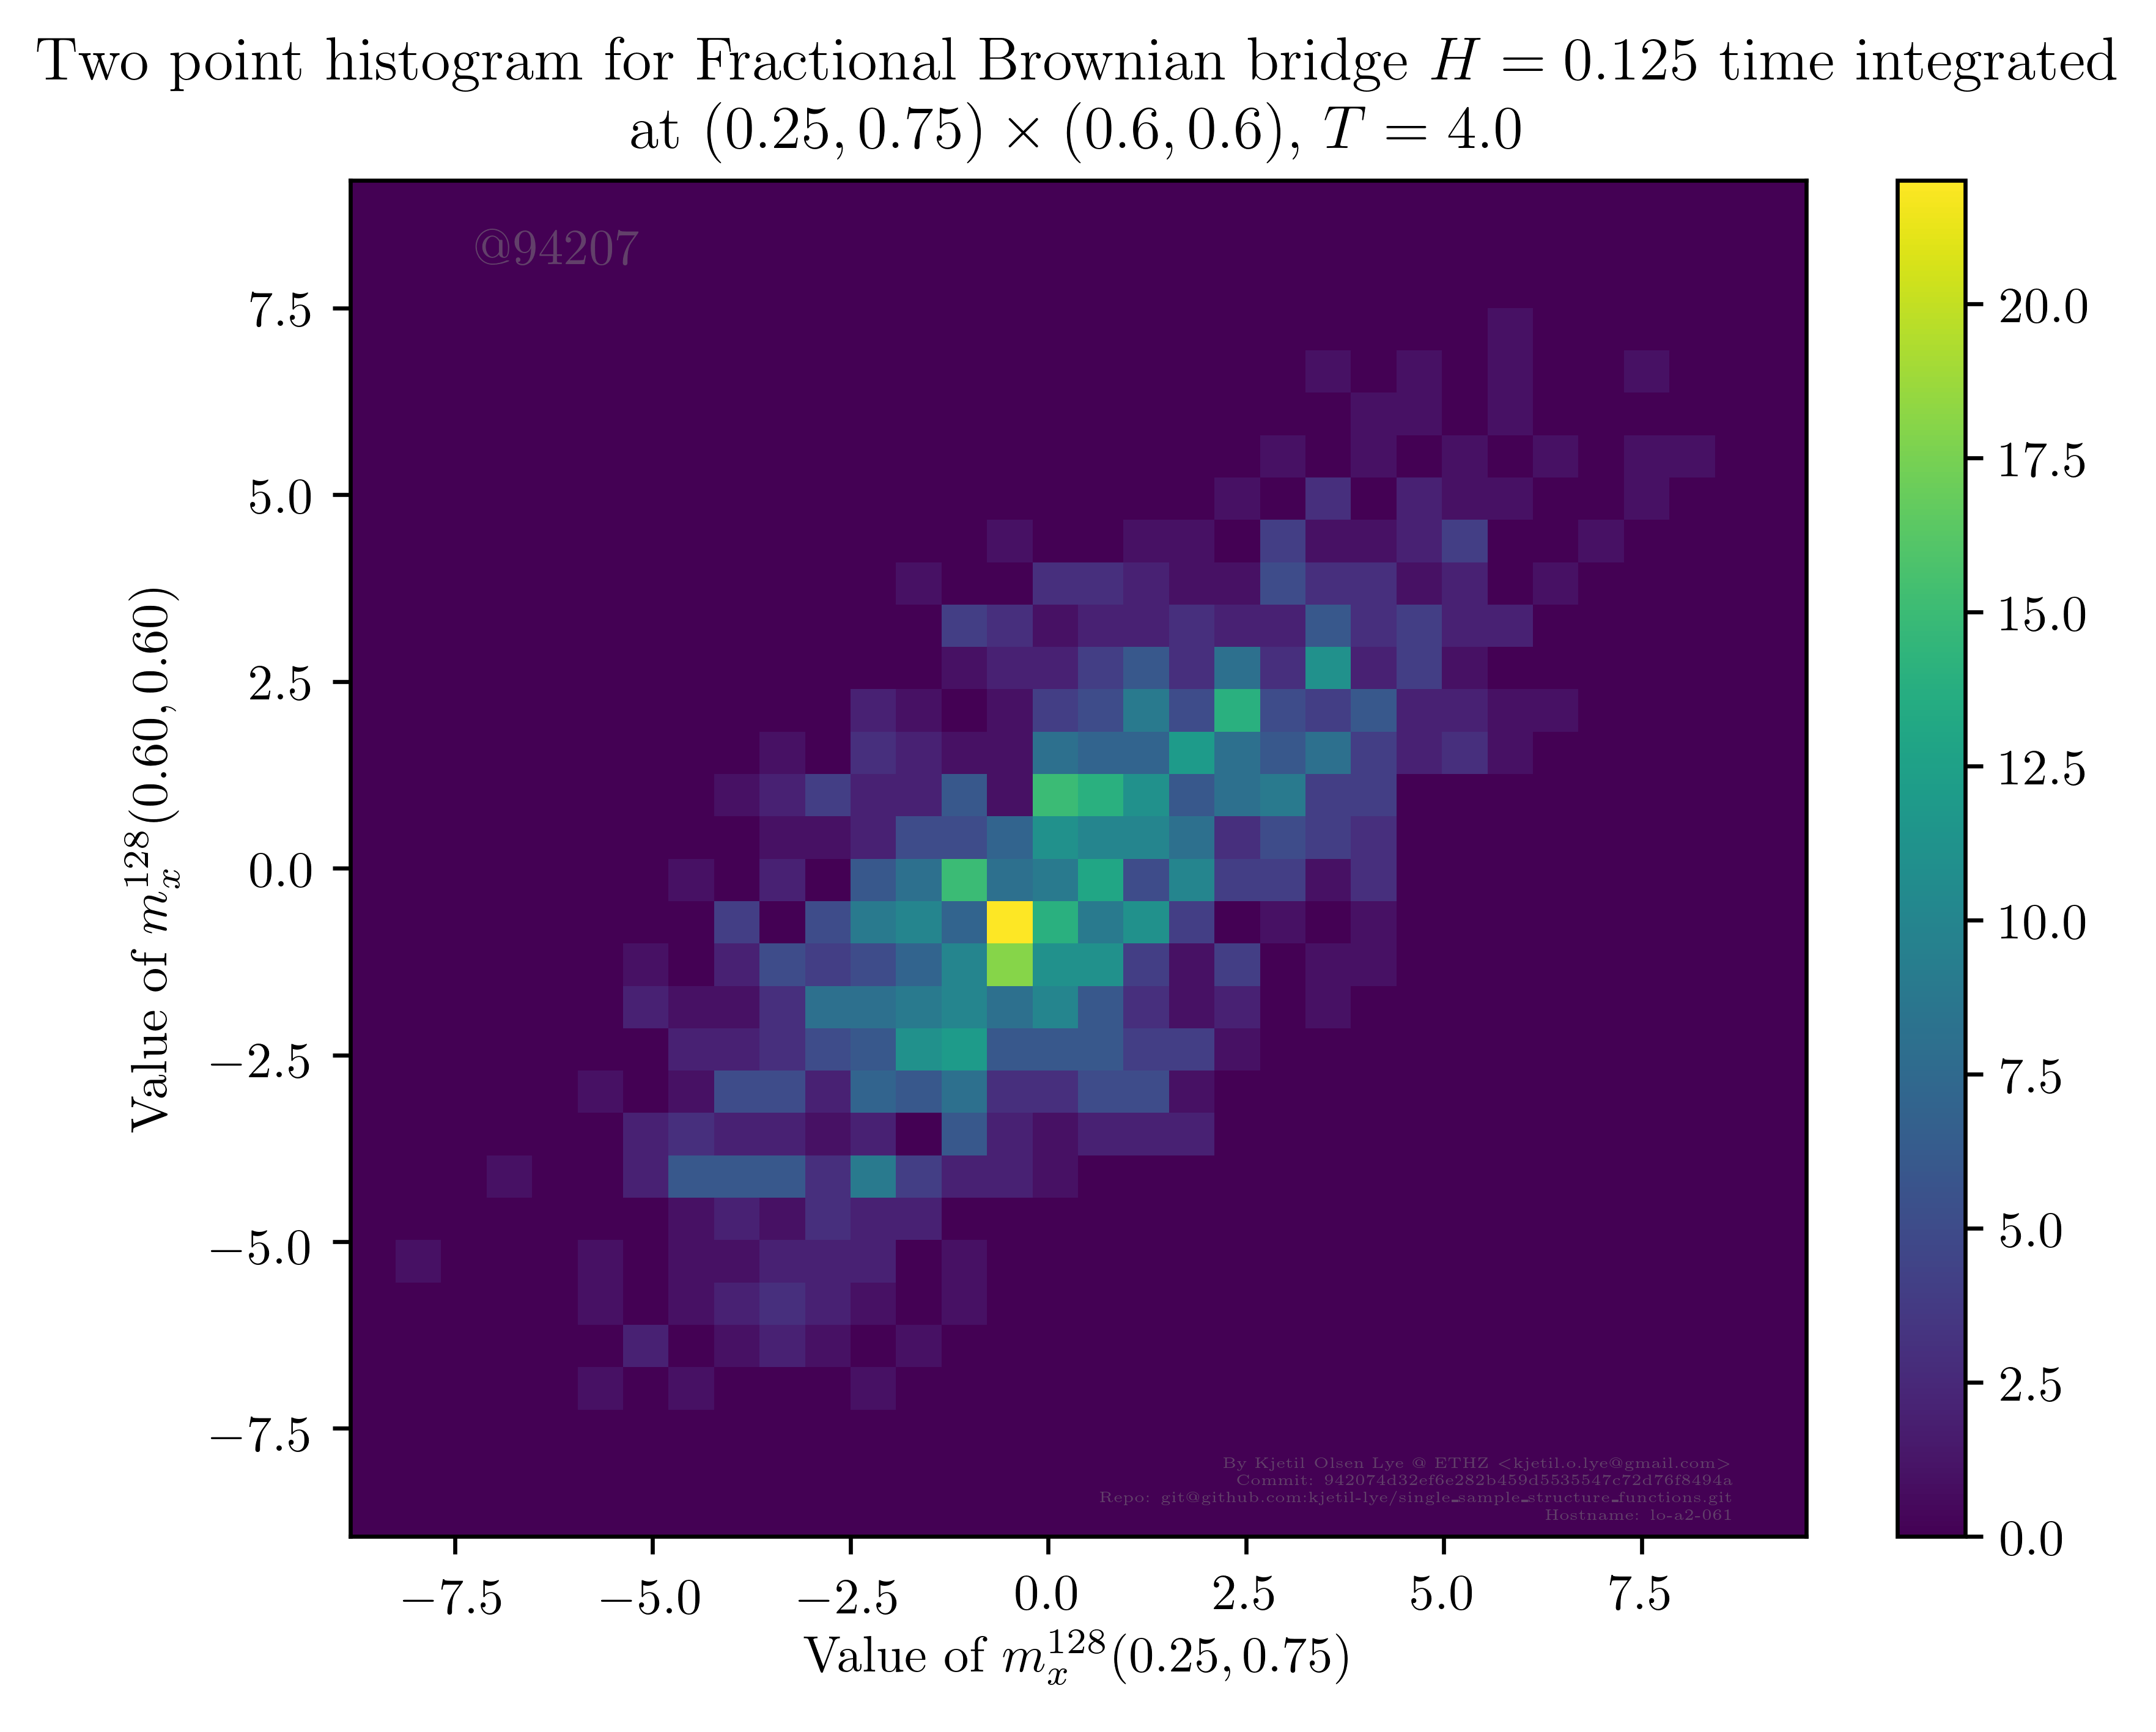 Two point histogram for Fractional Brownian bridge H = 0.125 time integrated
at (0.25, 0.75) × (0.6, 0.6), T = 4.0
@94207
7.5
5.0
2.5
0.0
−2.5
−5.0
−7.5
Value of m_x^128(0.60, 0.60)
−7.5 −5.0 −2.5 0.0 2.5 5.0 7.5
Value of m_x^128(0.25, 0.75)
20.0
17.5
15.0
12.5
10.0
7.5
5.0
2.5
0.0
By Kjetil Olsen Lye @ ETHZ <kjetil.o.lye@gmail.com>
Commit: 942074d32ef6e282b459d5535547c72d76f8494a
Repo: git@github.com:kjetil-lye/single_sample_structure_functions.git
Hostname: lo-a2-061